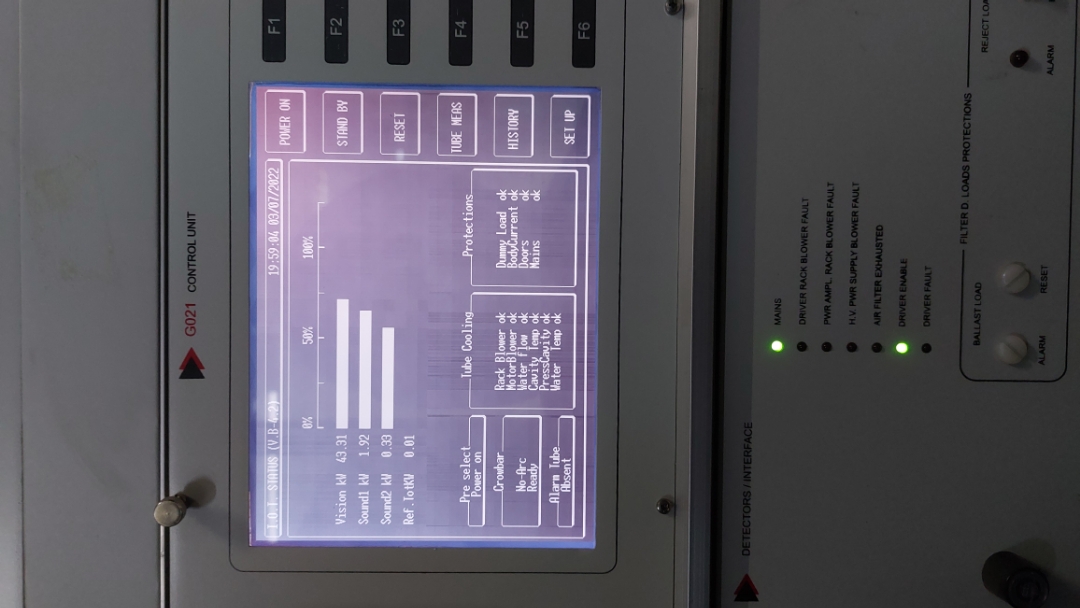 G021 CONTROL UNIT
I.O.T. STATUS (V.B-4.0) 19:59:04 03/07/2022
0% 50% 100%
Vision kW 43.31
Sound1 kW 1.92
Sound2 kW 0.33
Ref.TotKW 0.01
Pre select
Power on
Crowbar
No-Arc
Ready
Alarm Tube
Absent
Tube Cooling
Rack Blower ok
MotorBlower ok
Water flow ok
Cavity Temp ok
PressCavity ok
Water Temp ok
Protections
Dummy Load ok
BodyCurrent ok
Doors ok
Mains ok
POWER ON
STAND BY
RESET
TUBE MEAS
HISTORY
SET UP
F1
F2
F3
F4
F5
F6
DETECTORS / INTERFACE
MAINS
DRIVER RACK BLOWER FAULT
PWR AMPL. RACK BLOWER FAULT
H.V. PWR SUPPLY BLOWER FAULT
AIR FILTER EXHAUSTED
DRIVER ENABLE
DRIVER FAULT
FILTER D. LOADS PROTECTIONS
BALLAST LOAD
ALARM
RESET
REJECT LOA
ALARM